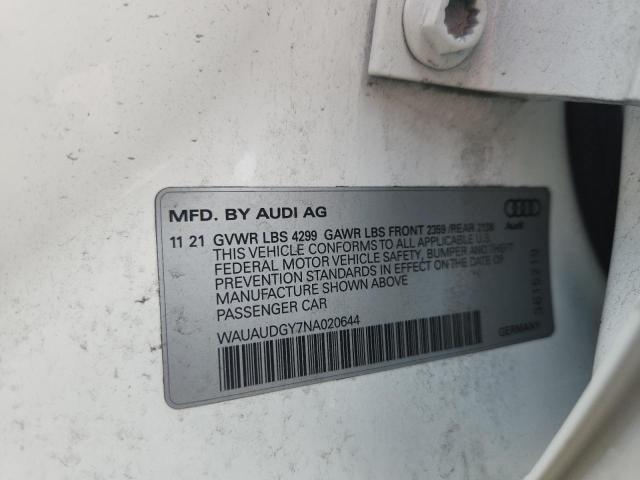 MFD. BY AUDI AG
11 21 GVWR LBS 4299 GAWR LBS FRONT 2359 /REAR 2138
THIS VEHICLE CONFORMS TO ALL APPLICABLE U.S.
FEDERAL MOTOR VEHICLE SAFETY, BUMPER AND THEFT
PREVENTION STANDARDS IN EFFECT ON THE DATE OF
MANUFACTURE SHOWN ABOVE
PASSENGER CAR
WAUAUDGY7NA020644
Audi
GERMANY